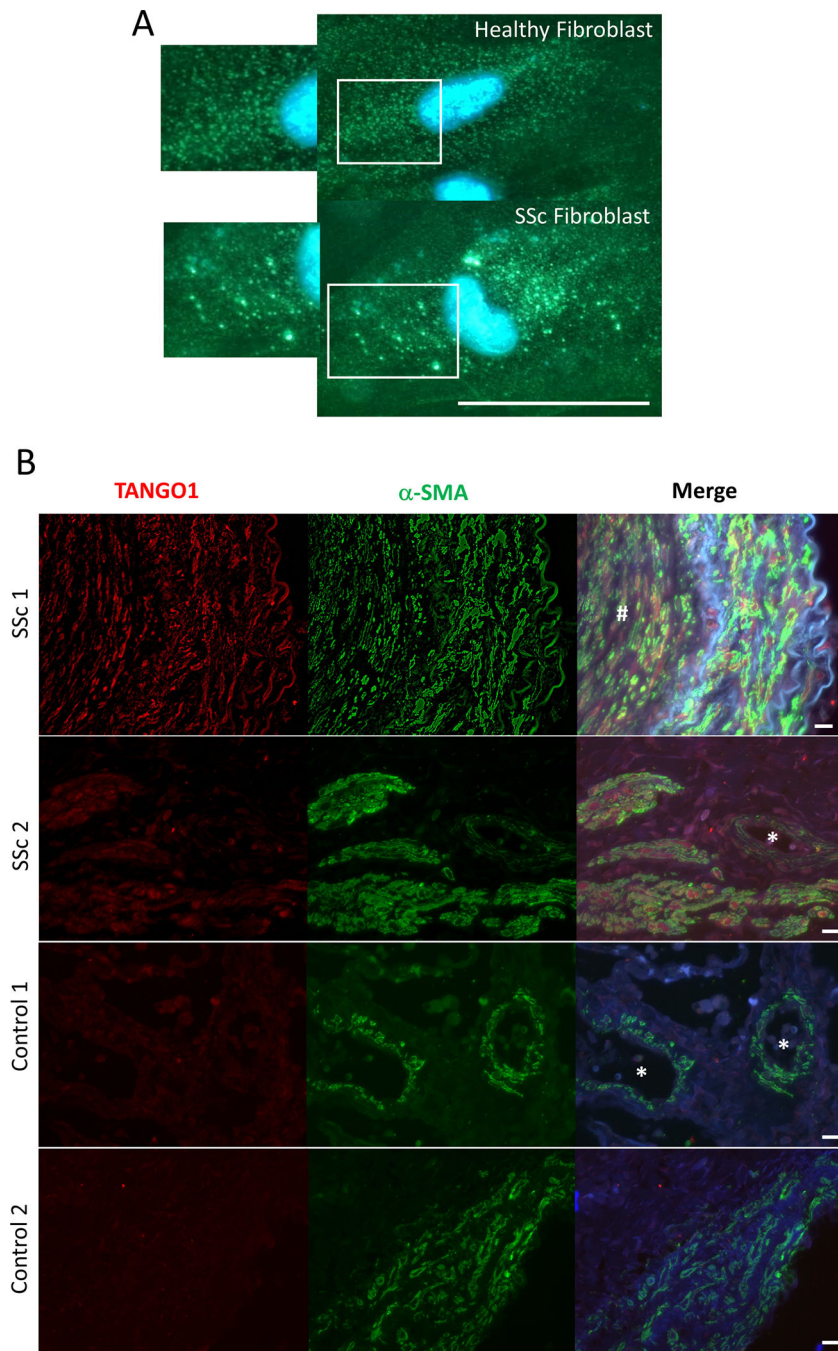 A
Healthy Fibroblast
SSc Fibroblast
B
TANGO1 α-SMA Merge
SSc 1
#
SSc 2
*
Control 1
* *
Control 2